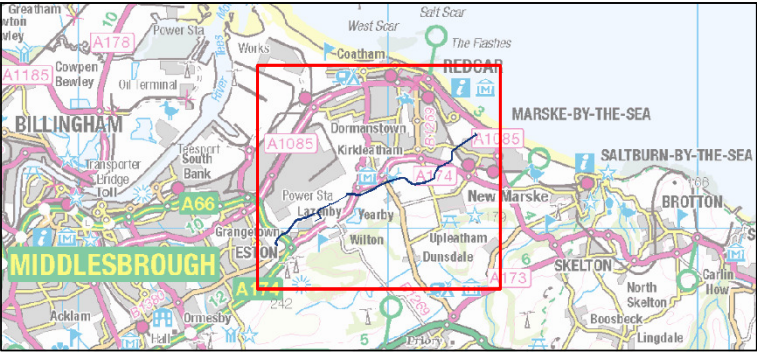 Greatham
Salt Scar
West Scar
Power Sta
A178
The Flashes
Works
Coatham
REDCAR
Cowpen
Bewley
A1185
Oil Terminal
River
Tees
MARSKE-BY-THE-SEA
BILLINGHAM
A1085
Dormanstown
Kirkleatham
A1085
Teesport
South
Bank
Transporter
Bridge
Toll
SALTBURN-BY-THE-SEA
A174
Power Sta
A66
Lazenby
Yearby
New Marske
BROTTON
Grangetown
ESTON
Wilton
Upleatham
Dunsdale
SKELTON
MIDDLESBROUGH
A174
242
A173
Carlin
How
North
Skelton
Boosbeck
Lingdale
Acklam
Ormesby
Hall
Priory